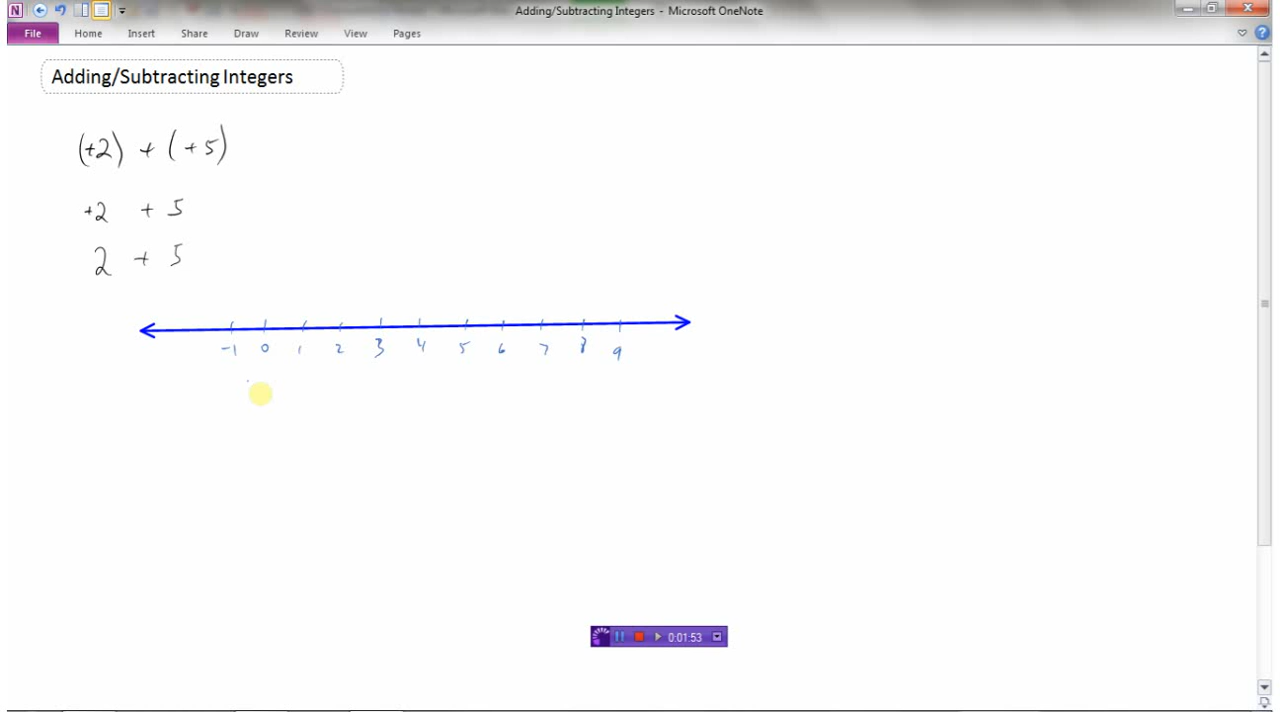 Adding/Subtracting Integers - Microsoft OneNote
File Home Insert Share Draw Review View Pages
Adding/Subtracting Integers
(+2) + (+5)
+2 + 5
2 + 5
-1 0 1 2 3 4 5 6 7 8 9
0:01:53